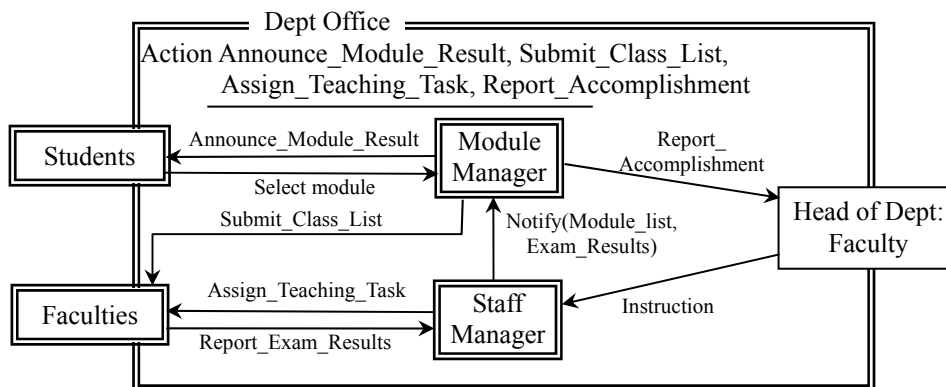 Dept Office
Action Announce_Module_Result, Submit_Class_List,
Assign_Teaching_Task, Report_Accomplishment
Students
Announce_Module_Result
Select module
Module
Manager
Report_
Accomplishment
Submit_Class_List
Notify(Module_list,
Exam_Results)
Head of Dept:
Faculty
Faculties
Assign_Teaching_Task
Report_Exam_Results
Staff
Manager
Instruction